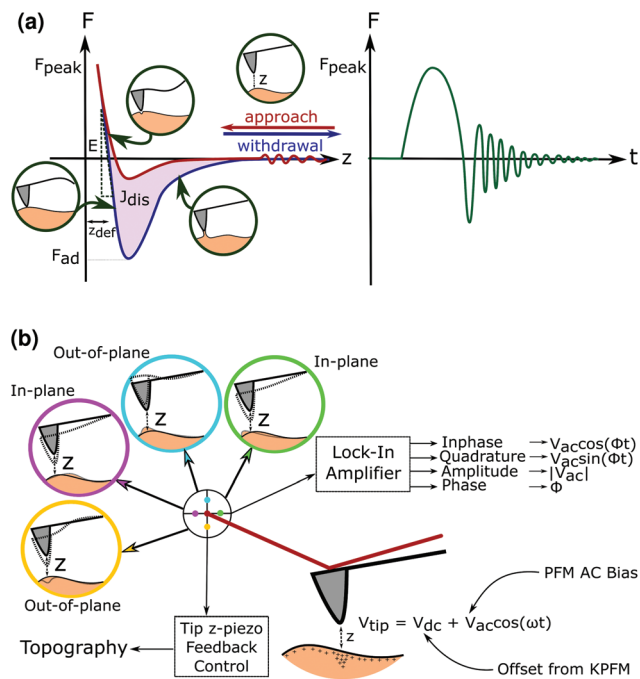 (a)
F
F
Fpeak
z
Fpeak
approach
E
withdrawal
z
t
Jdis
zdef
Fad
(b)
Out-of-plane
In-plane
In-plane
z
z
z
Lock-In
Amplifier
Inphase
Vaccos(Φt)
Quadrature
Vacsin(Φt)
Amplitude
|Vac|
Phase
Φ
z
Out-of-plane
PFM AC Bias
Tip z-piezo
Feedback
Control
Topography
z
Vtip = Vdc + Vaccos(ωt)
Offset from KPFM